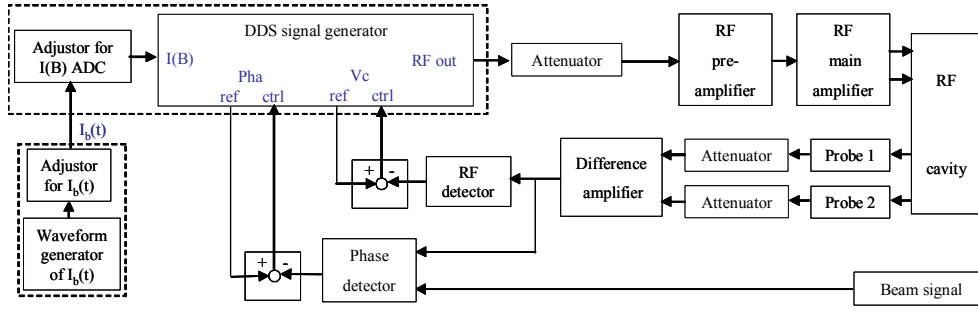 DDS signal generator
Adjustor for
I(B) ADC
I(B)
RF out
Pha
ref ctrl
Vc
ref ctrl
Attenuator
RF
pre-
amplifier
RF
main
amplifier
RF
cavity
I_b(t)
Adjustor
for I_b(t)
Waveform
generator
of I_b(t)
+ -
RF
detector
Difference
amplifier
Attenuator
Probe 1
Attenuator
Probe 2
+ -
Phase
detector
Beam signal